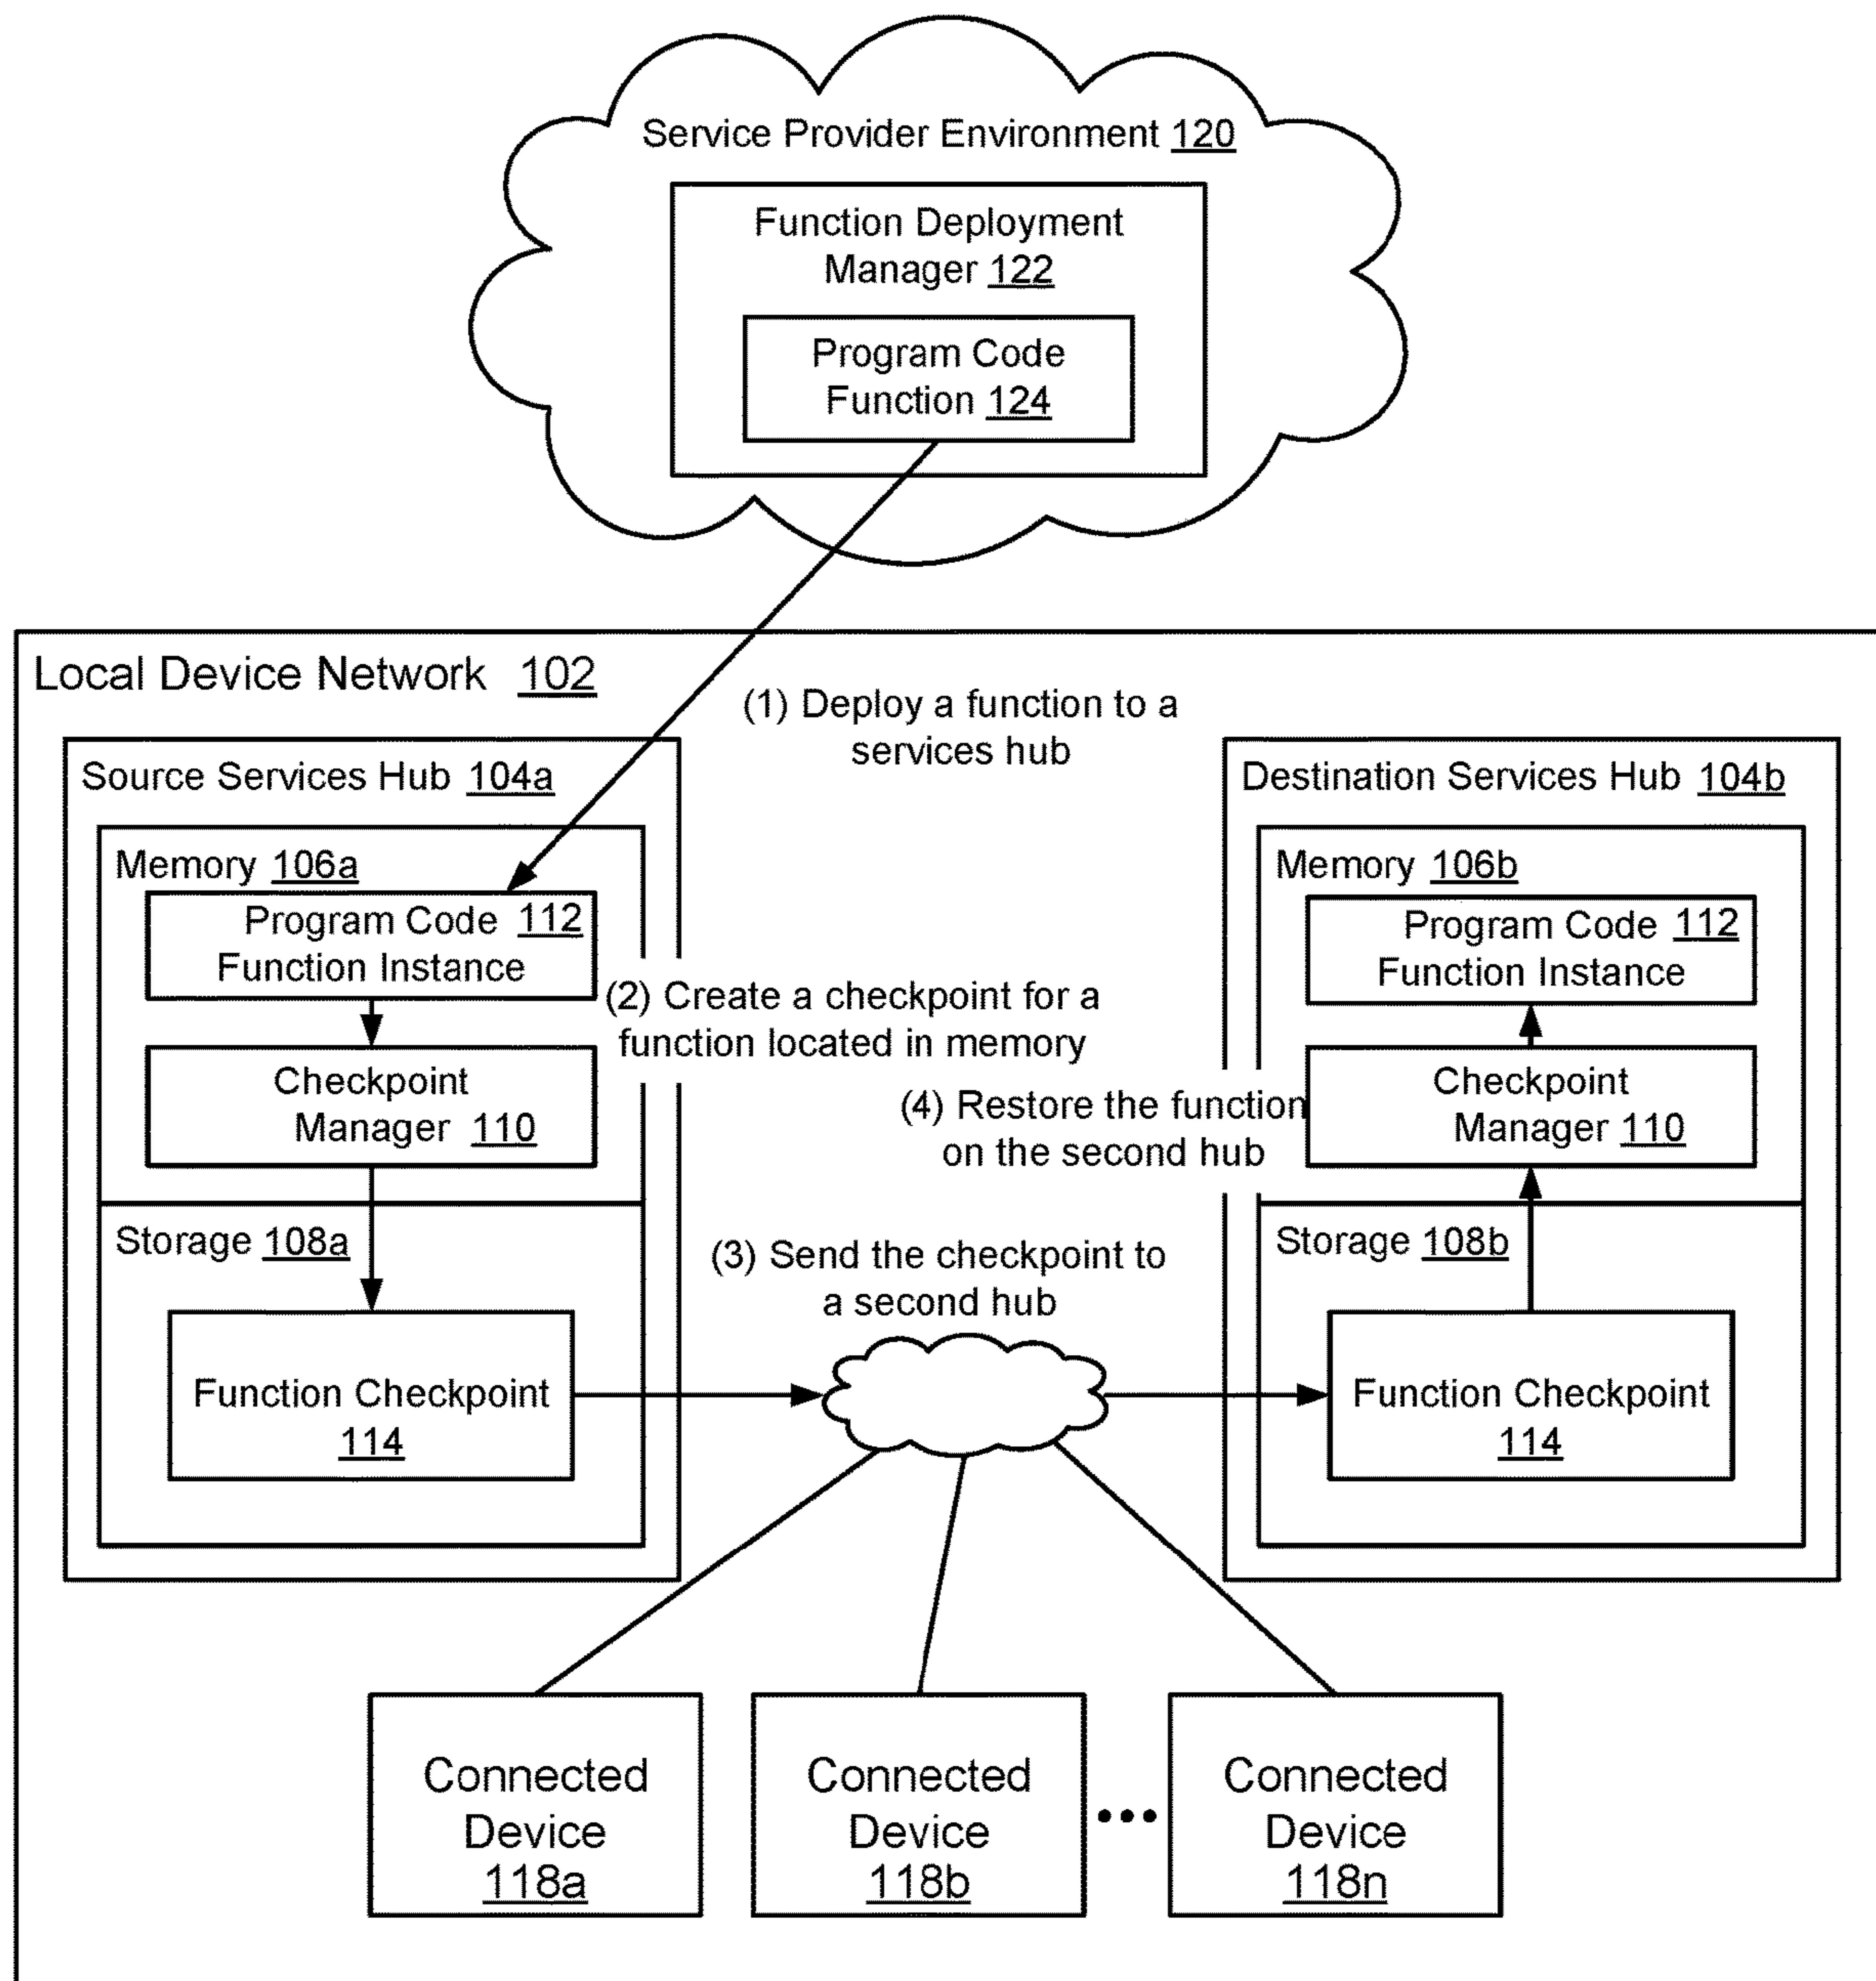 Service Provider Environment 120
Function Deployment
Manager 122
Program Code
Function 124
Local Device Network 102
(1) Deploy a function to a
services hub
Source Services Hub 104a
Memory 106a
Program Code 112
Function Instance
(2) Create a checkpoint for a
function located in memory
Checkpoint
Manager 110
Storage 108a
Function Checkpoint
114
(3) Send the checkpoint to
a second hub
Destination Services Hub 104b
Memory 106b
Program Code 112
Function Instance
(4) Restore the function
on the second hub
Checkpoint
Manager 110
Storage 108b
Function Checkpoint
114
Connected
Device
118a
Connected
Device
118b
•••
Connected
Device
118n